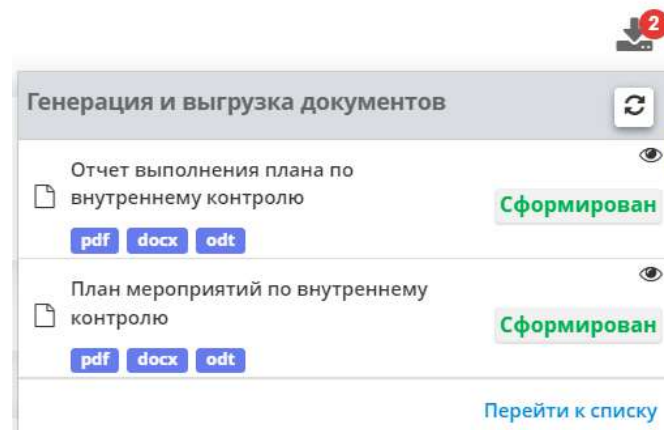 2
Генерация и выгрузка документов
Отчет выполнения плана по
внутреннему контролю
Сформирован
pdf docx odt
План мероприятий по внутреннему
контролю
Сформирован
pdf docx odt
Перейти к списку